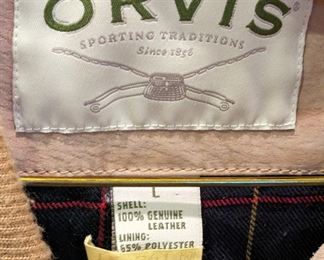 ORVIS®
SPORTING TRADITIONS
Since 1856
L
SHELL:
100% GENUINE
LEATHER
LINING:
65% POLYESTER